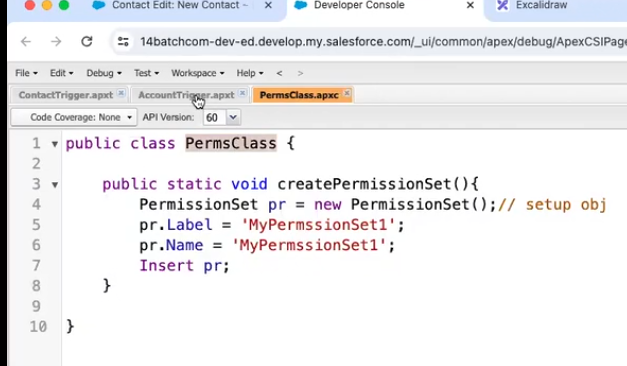 Contact Edit: New Contact ~
Developer Console
Excalidraw
14batchcom-dev-ed.develop.my.salesforce.com/_ui/common/apex/debug/ApexCSIPage
File Edit Debug Test Workspace Help < >
ContactTrigger.apxt AccountTrigger.apxt PermsClass.apxc
Code Coverage: None API Version: 60
1 public class PermsClass {
2
3 public static void createPermissionSet(){
4 PermissionSet pr = new PermissionSet();// setup obj
5 pr.Label = 'MyPermssionSet1';
6 pr.Name = 'MyPermssionSet1';
7 Insert pr;
8 }
9
10 }